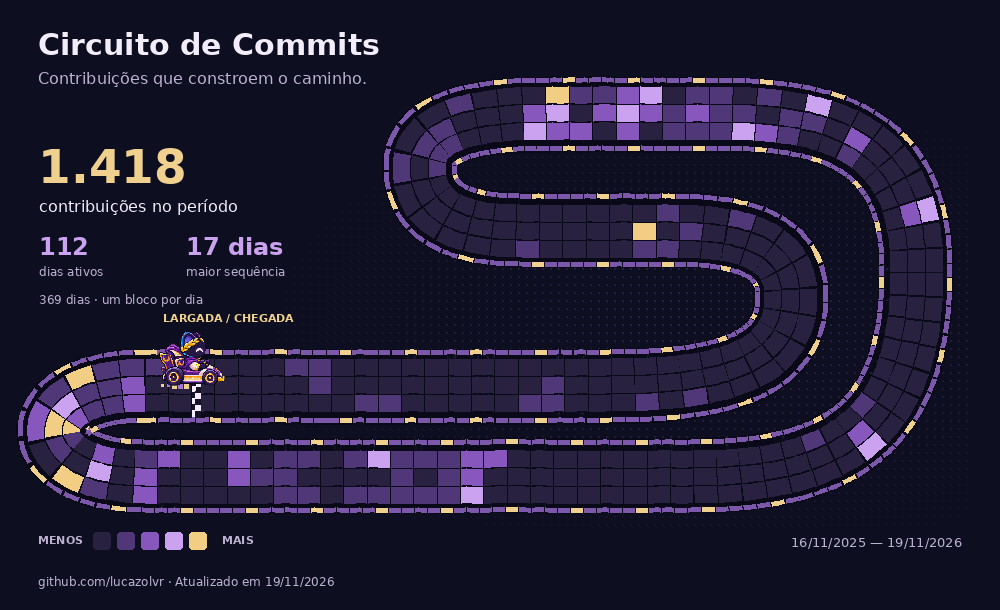 Circuito de Commits
Contribuições que constroem o caminho.
1.418
contribuições no período
112
dias ativos
17 dias
maior sequência
369 dias · um bloco por dia
LARGADA / CHEGADA
MENOS
MAIS
16/11/2025 — 19/11/2026
github.com/lucazolvr · Atualizado em 19/11/2026